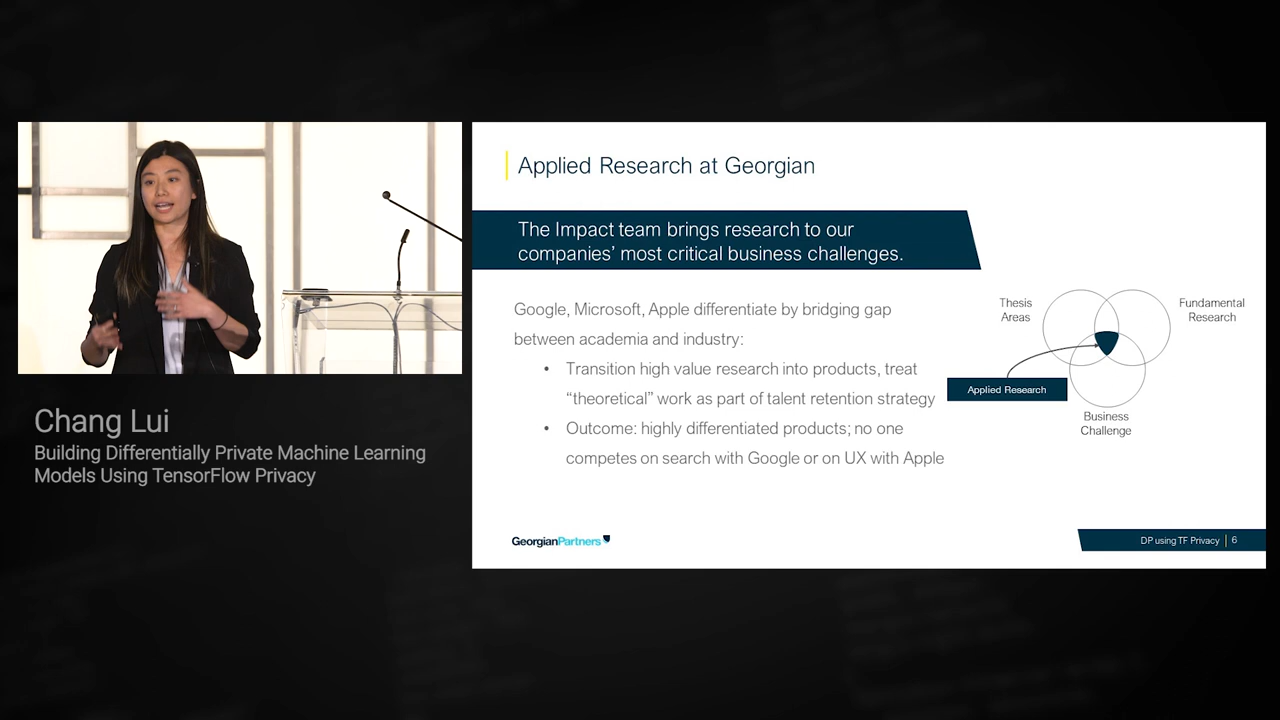 Chang Lui
Building Differentially Private Machine Learning
Models Using TensorFlow Privacy
Applied Research at Georgian
The Impact team brings research to our
companies’ most critical business challenges.
Google, Microsoft, Apple differentiate by bridging gap
between academia and industry:
• Transition high value research into products, treat
“theoretical” work as part of talent retention strategy
• Outcome: highly differentiated products; no one
competes on search with Google or on UX with Apple
Thesis
Areas
Fundamental
Research
Applied Research
Business
Challenge
GeorgianPartners
DP using TF Privacy | 6